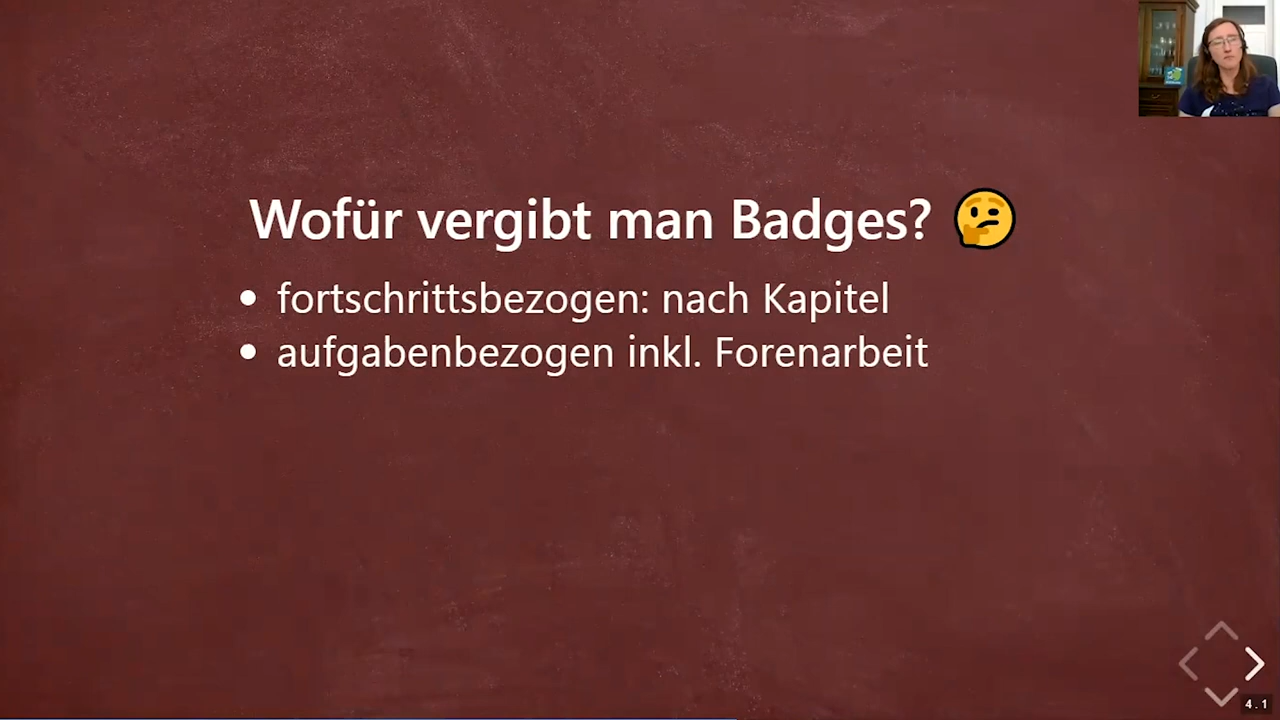 Wofür vergibt man Badges? 🤔
• fortschrittsbezogen: nach Kapitel
• aufgabenbezogen inkl. Forenarbeit
4.1